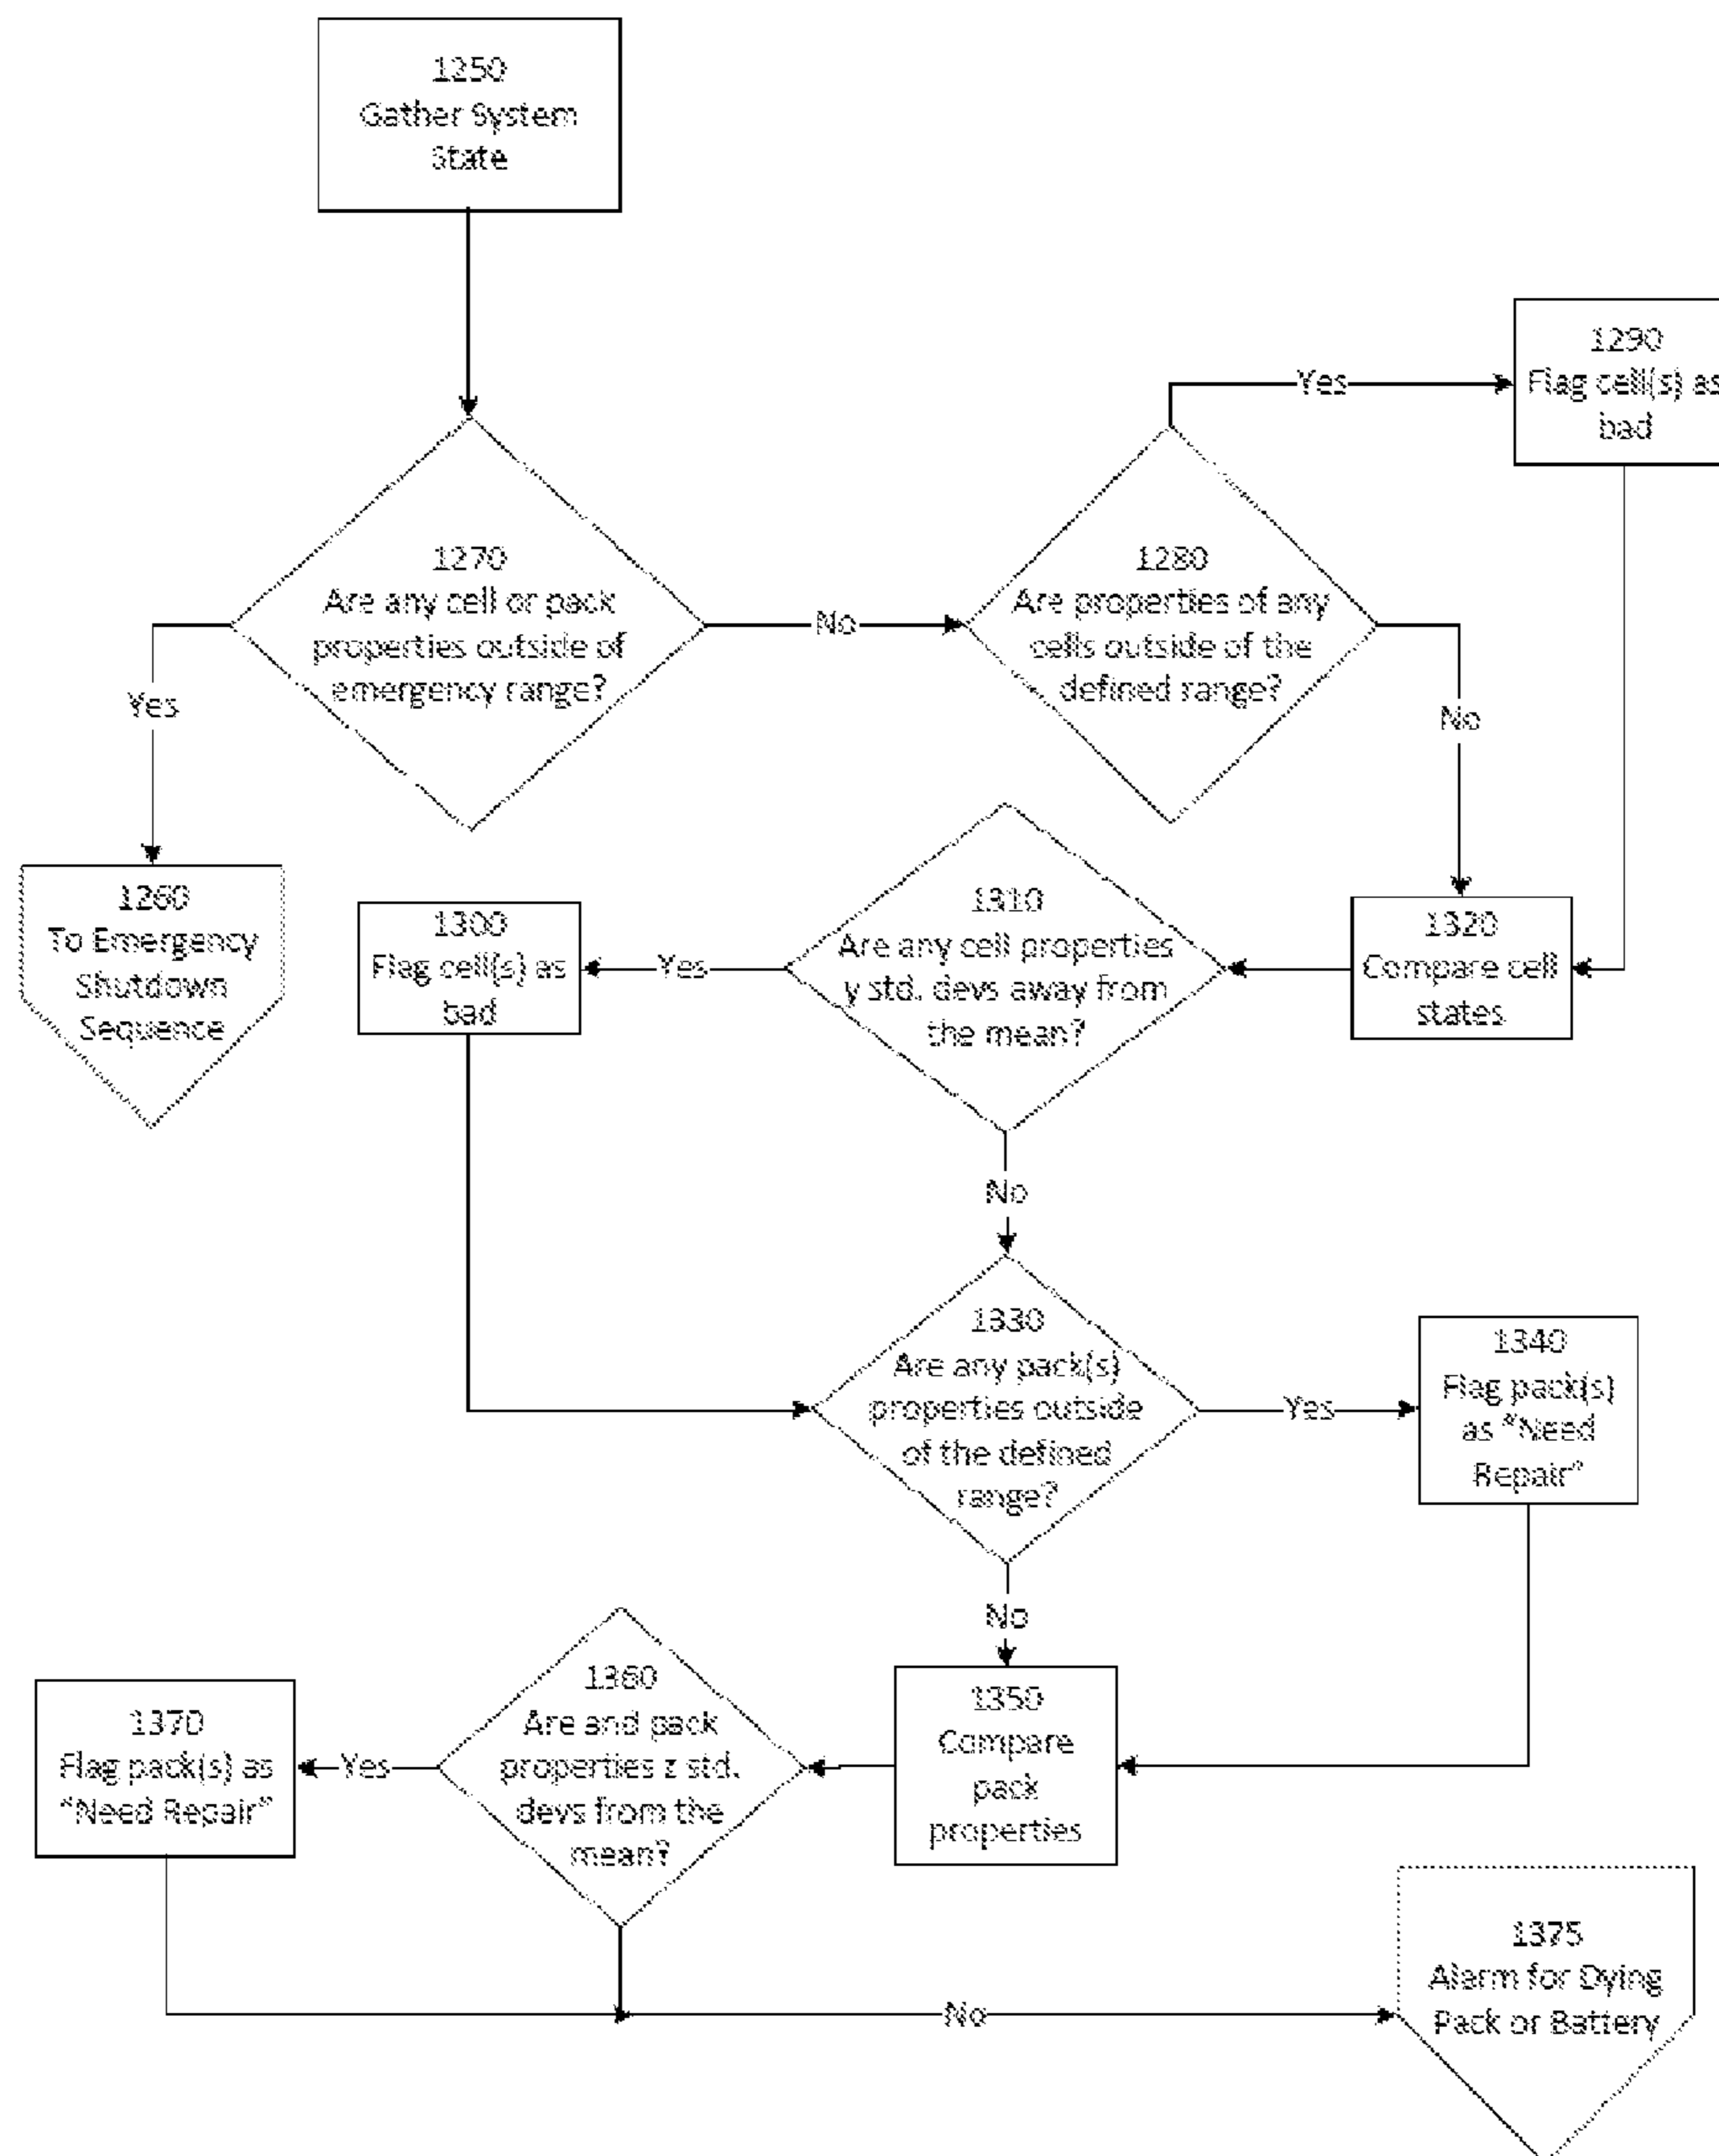 1250
Gather System
State
1290
Flag cell(s) as
bad
Yes
1270
Are any cell or pack
properties outside of
emergency range?
No
1280
Are properties of any
cells outside of the
defined range?
Yes
No
1260
To Emergency
Shutdown
Sequence
1300
Flag cell(s) as
bad
Yes
1310
Are any cell properties
y std. devs away from
the mean?
1320
Compare cell
states
No
1330
Are any pack(s)
properties outside
of the defined
range?
Yes
1340
Flag pack(s)
as "Need
Repair"
No
1370
Flag pack(s) as
"Need Repair"
Yes
1360
Are and pack
properties z std.
devs from the
mean?
1350
Compare
pack
properties
1375
Alarm for Dying
Pack or Battery
No